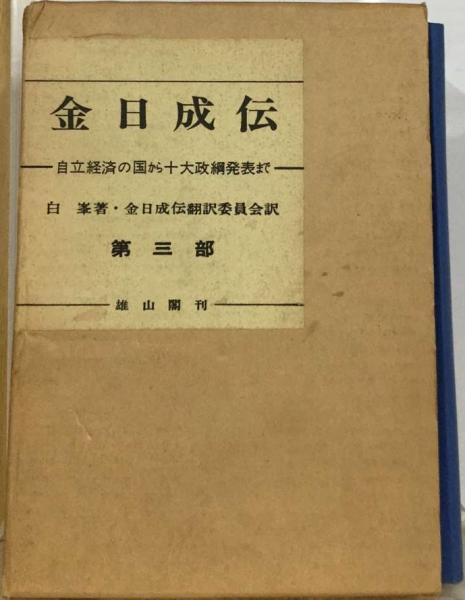 金日成伝
自立経済の国から十大政綱発表まで
白　峯著・金日成伝翻訳委員会訳
第三部
雄山閣刊